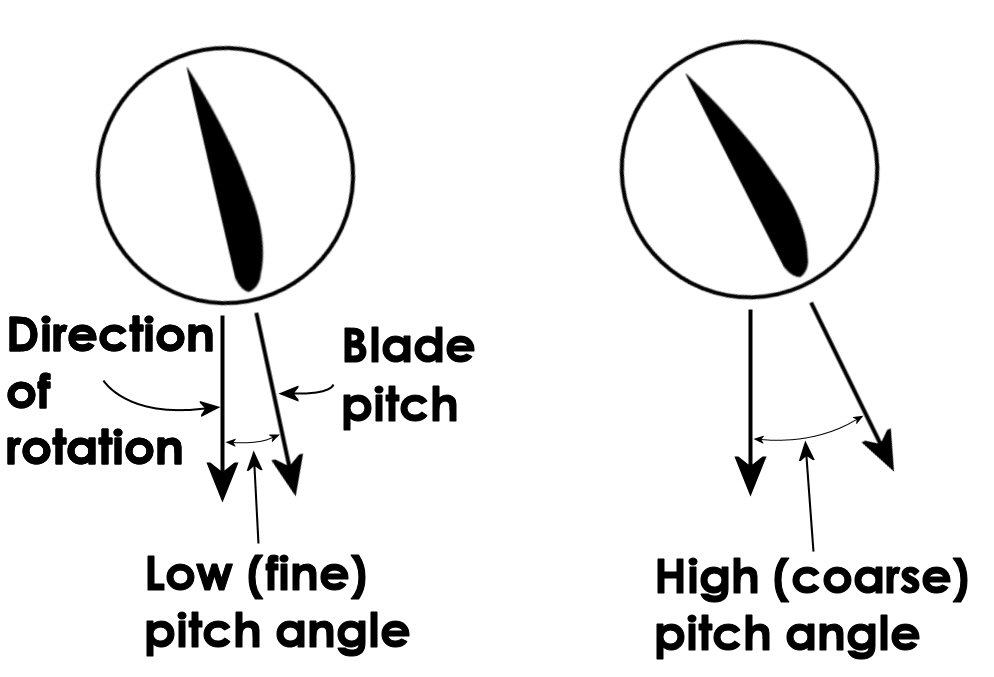 Direction
of
rotation
Blade
pitch
Low (fine)
pitch angle
High (coarse)
pitch angle